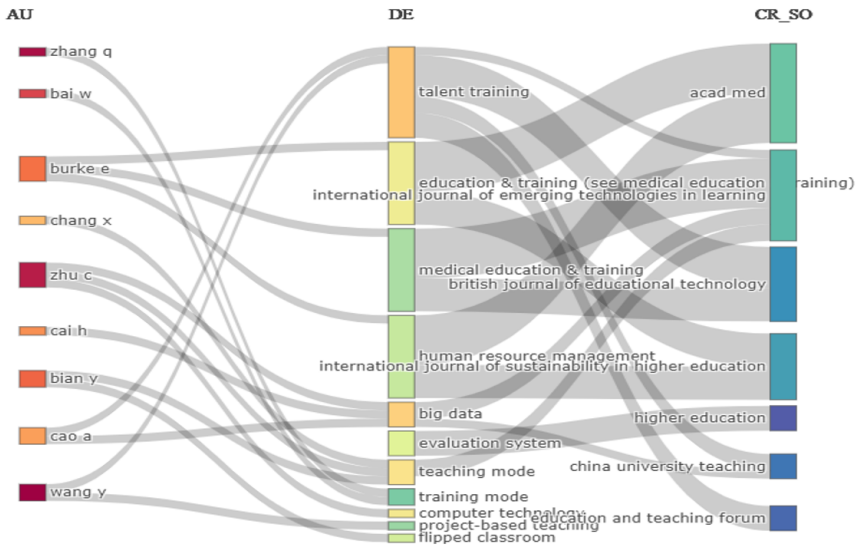 AU
DE
CR_SO
zhang q
bai w
burke e
chang x
zhu c
cai h
bian y
cao a
wang y
talent training
education & training (see medical education raining)
medical education & training
human resource management
big data
evaluation system
teaching mode
training mode
computer technology
project-based teaching
flipped classroom
acad med
international journal of emerging technologies in learning
british journal of educational technology
international journal of sustainability in higher education
higher education
china university teaching
education and teaching forum